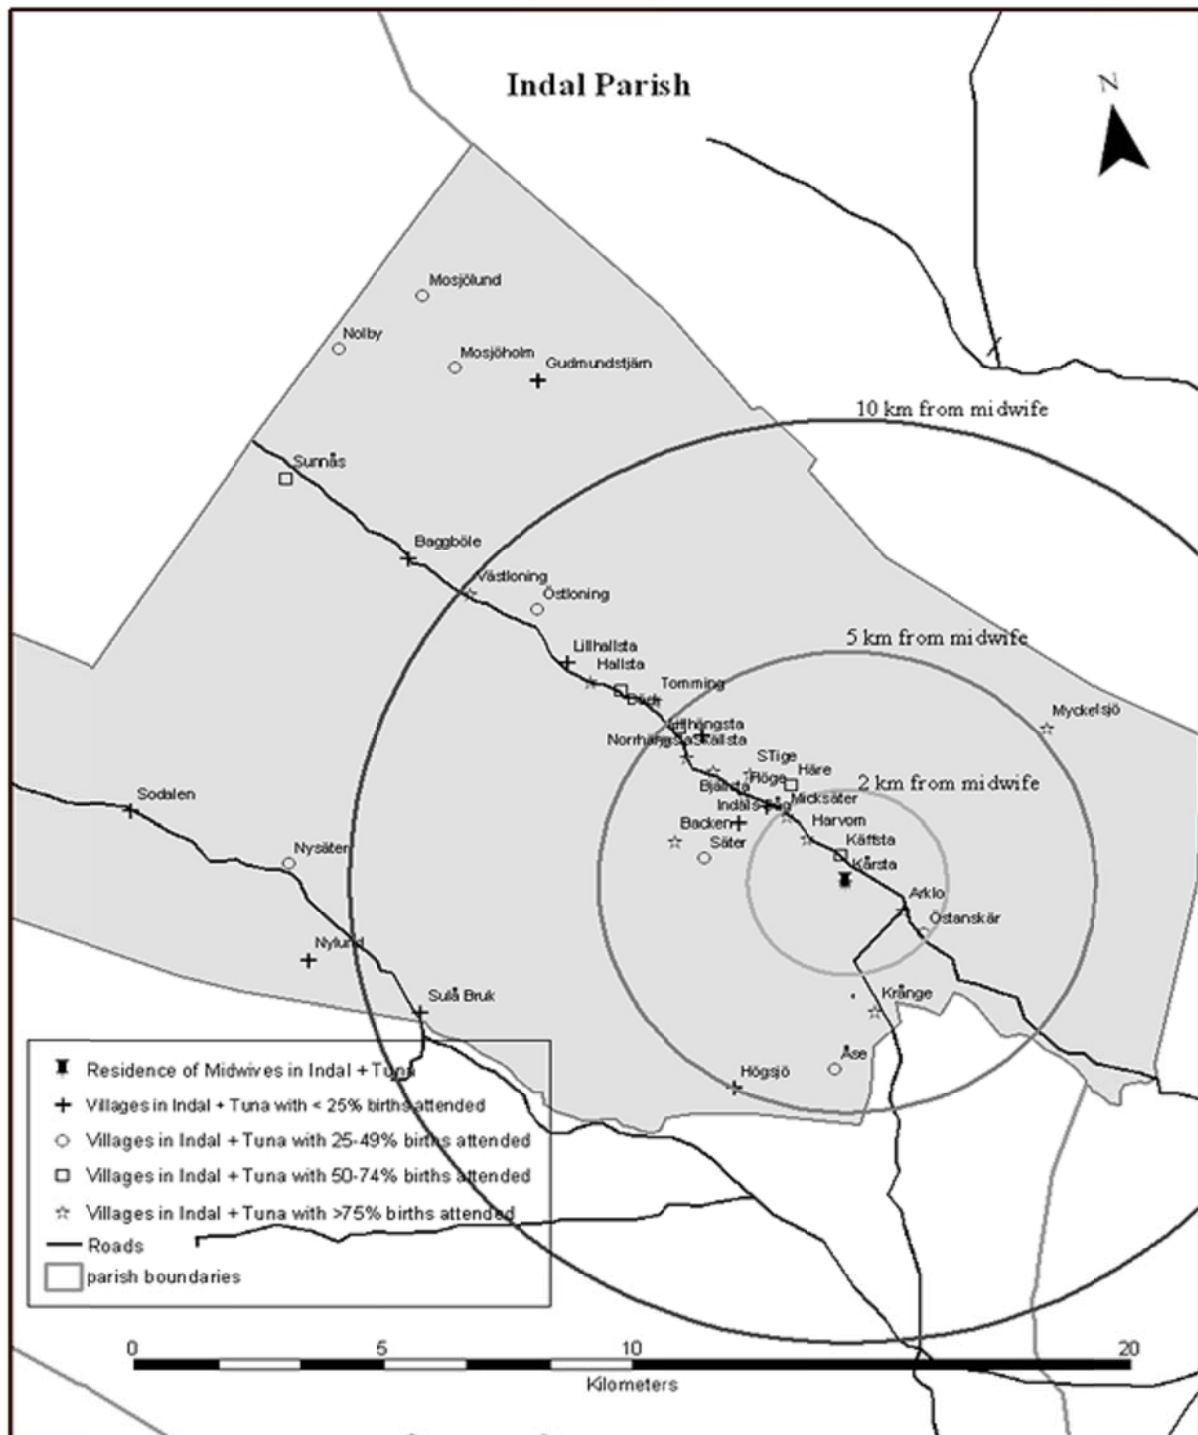 Indal Parish
N
Mosjölund
Nolby
Mosjöholm
Gudmundstjärn
10 km from midwife
Sunnås
Baggböle
Västloning
Östloning
5 km from midwife
Lillhallsta
Hallsta
Tomming
Myckelsjö
Norrhängsta
Skällsta
STige
Höge
Häre
2 km from midwife
Bjällsta
Sodalen
Micksäter
Backen
Harvom
Säter
Käffsta
Nysäter
Kårsta
Arklo
Östanskär
Nylund
Sulå Bruk
Krånge
Åse
Högsjö
Residence of Midwives in Indal + Tuna
Villages in Indal + Tuna with < 25% births attended
Villages in Indal + Tuna with 25-49% births attended
Villages in Indal + Tuna with 50-74% births attended
Villages in Indal + Tuna with >75% births attended
Roads
parish boundaries
0 5 10 20
Kilometers